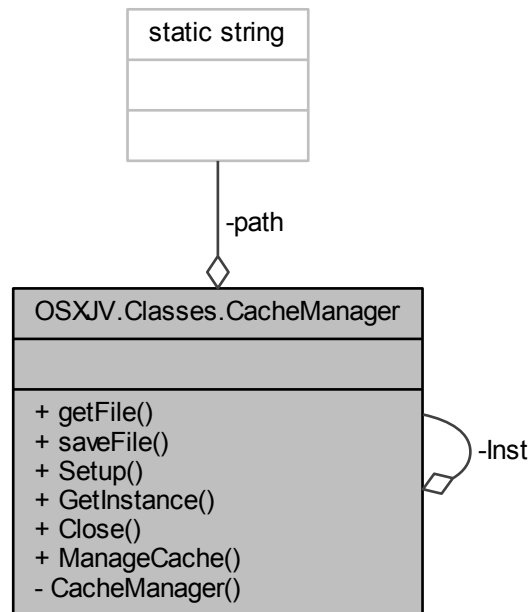 static string
-path
OSXJV.Classes.CacheManager
+ getFile()
+ saveFile()
+ Setup()
+ GetInstance()
+ Close()
+ ManageCache()
- CacheManager()
-Inst